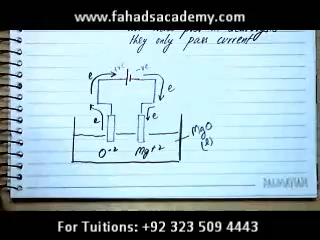 www.fahadsacademy.com
they only pass current
+ve -ve
e
e
e
e
MgO
(l)
O-2 Mg+2
For Tuitions: +92 323 509 4443